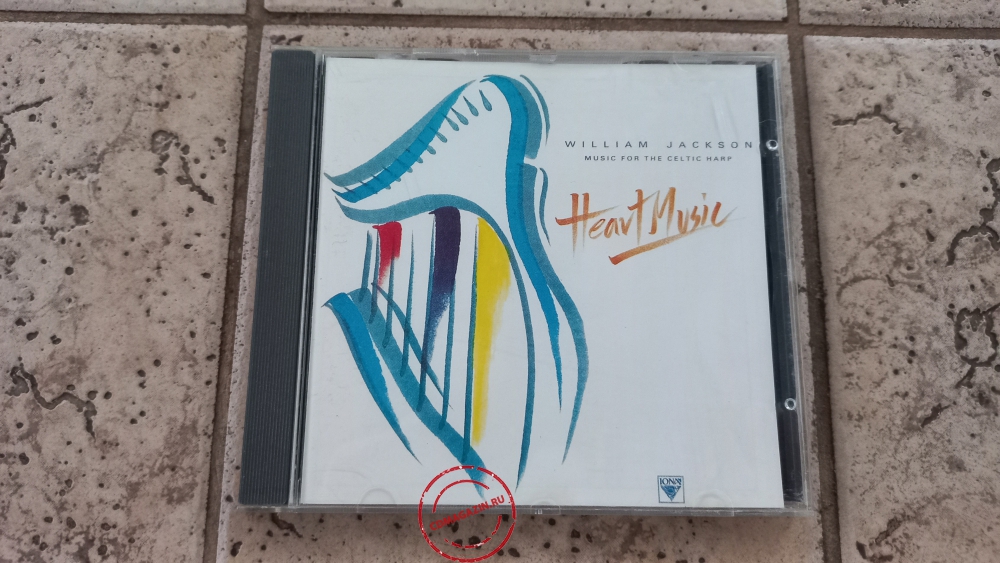 WILLIAM JACKSON
MUSIC FOR THE CELTIC HARP
Heart Music
IONA